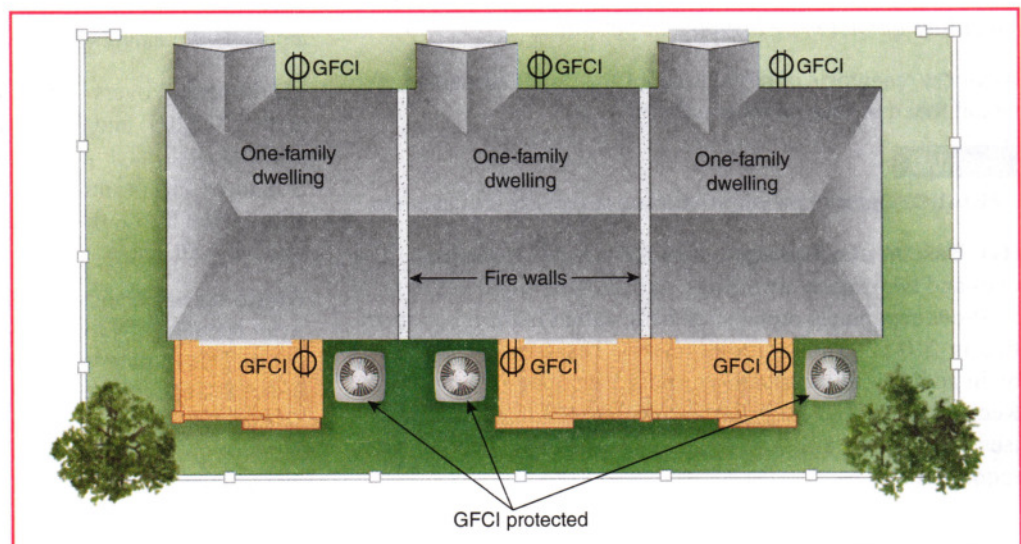 GFCI
GFCI
GFCI
One-family
dwelling
One-family
dwelling
One-family
dwelling
Fire walls
GFCI
GFCI
GFCI
GFCI protected